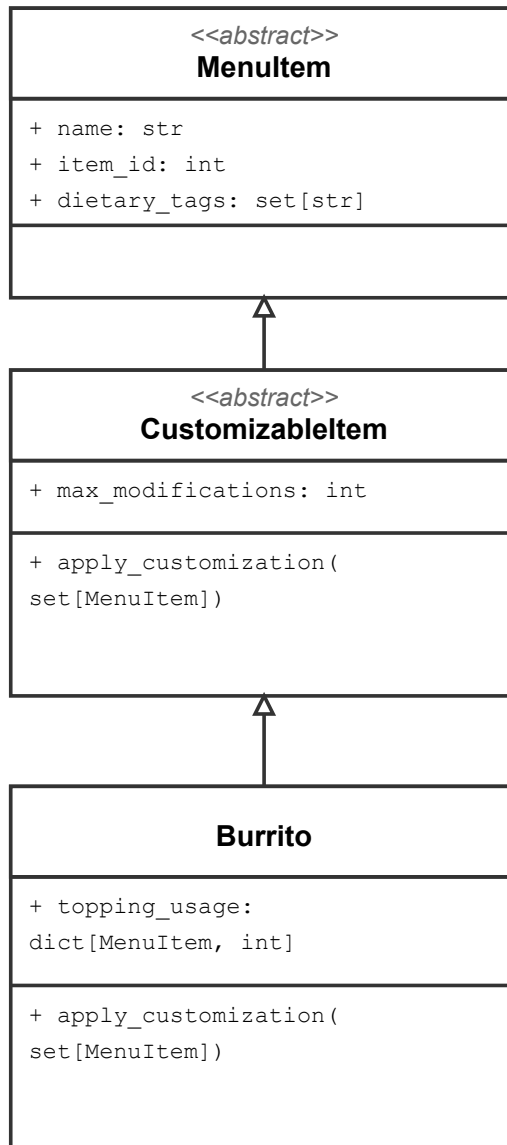 <<abstract>>
MenuItem
+ name: str
+ item_id: int
+ dietary_tags: set[str]
<<abstract>>
CustomizableItem
+ max_modifications: int
+ apply_customization(
set[MenuItem])
Burrito
+ topping_usage:
dict[MenuItem, int]
+ apply_customization(
set[MenuItem])